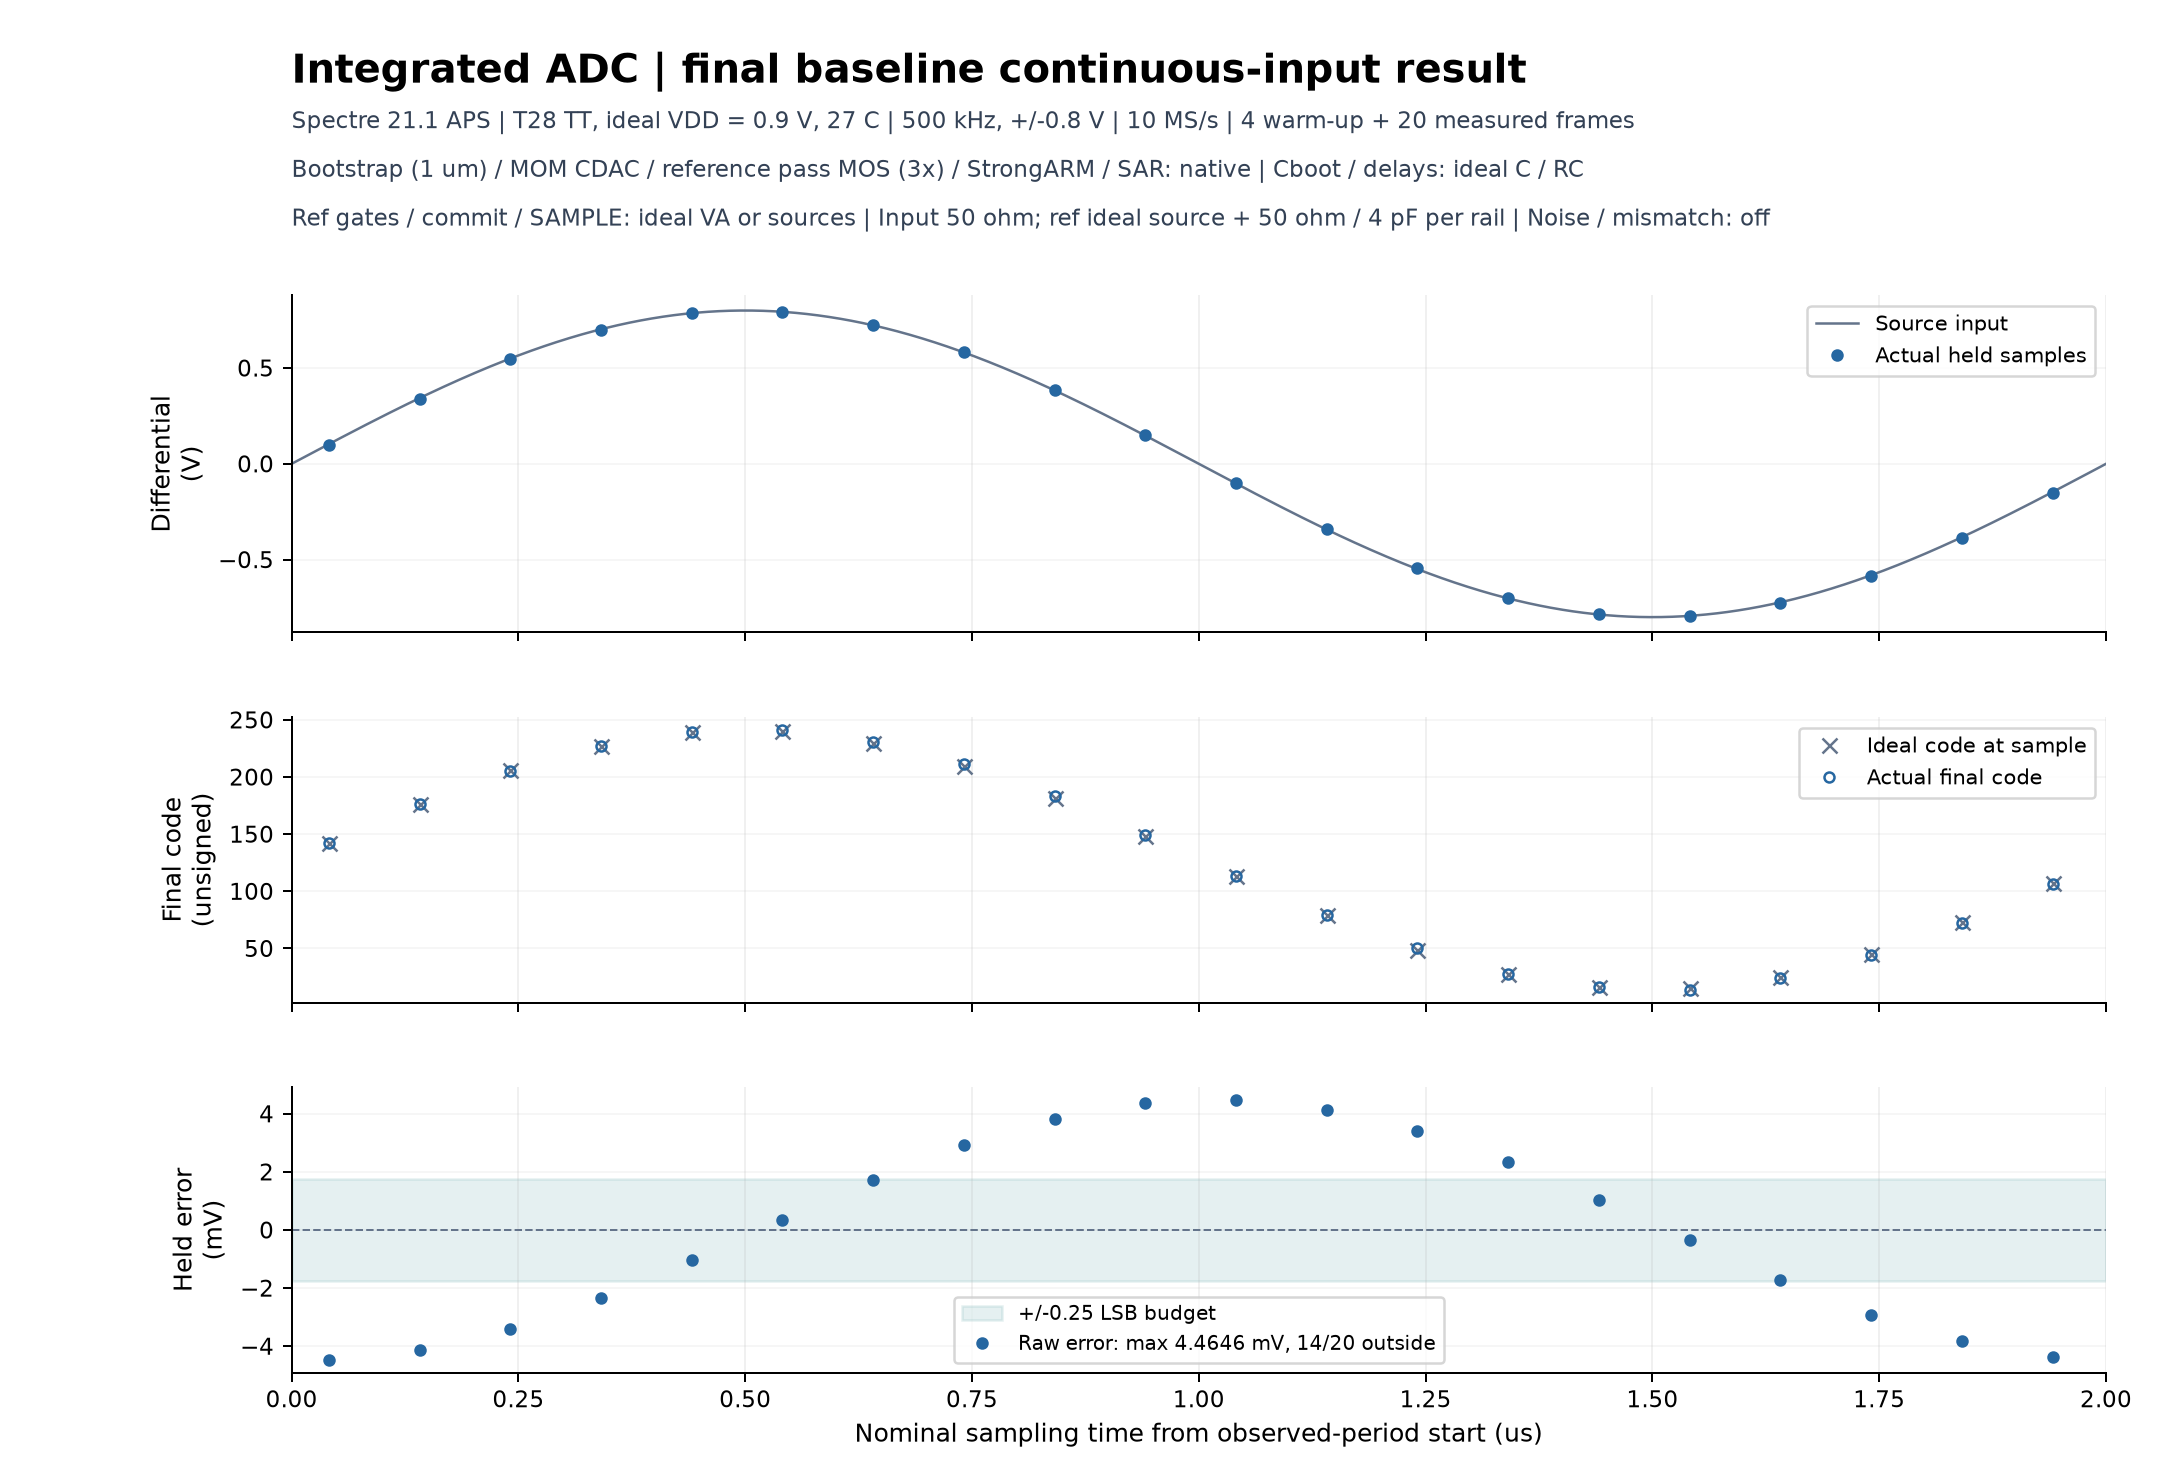 Integrated ADC | final baseline continuous-input result
Spectre 21.1 APS | T28 TT, ideal VDD = 0.9 V, 27 C | 500 kHz, +/-0.8 V | 10 MS/s | 4 warm-up + 20 measured frames
Bootstrap (1 um) / MOM CDAC / reference pass MOS (3x) / StrongARM / SAR: native | Cboot / delays: ideal C / RC
Ref gates / commit / SAMPLE: ideal VA or sources | Input 50 ohm; ref ideal source + 50 ohm / 4 pF per rail | Noise / mismatch: off
Differential
(V)
0.5
0.0
−0.5
Source input
Actual held samples
Final code
(unsigned)
250
200
150
100
50
Ideal code at sample
Actual final code
Held error
(mV)
4
2
0
−2
−4
+/-0.25 LSB budget
Raw error: max 4.4646 mV, 14/20 outside
0.00
0.25
0.50
0.75
1.00
1.25
1.50
1.75
2.00
Nominal sampling time from observed-period start (us)